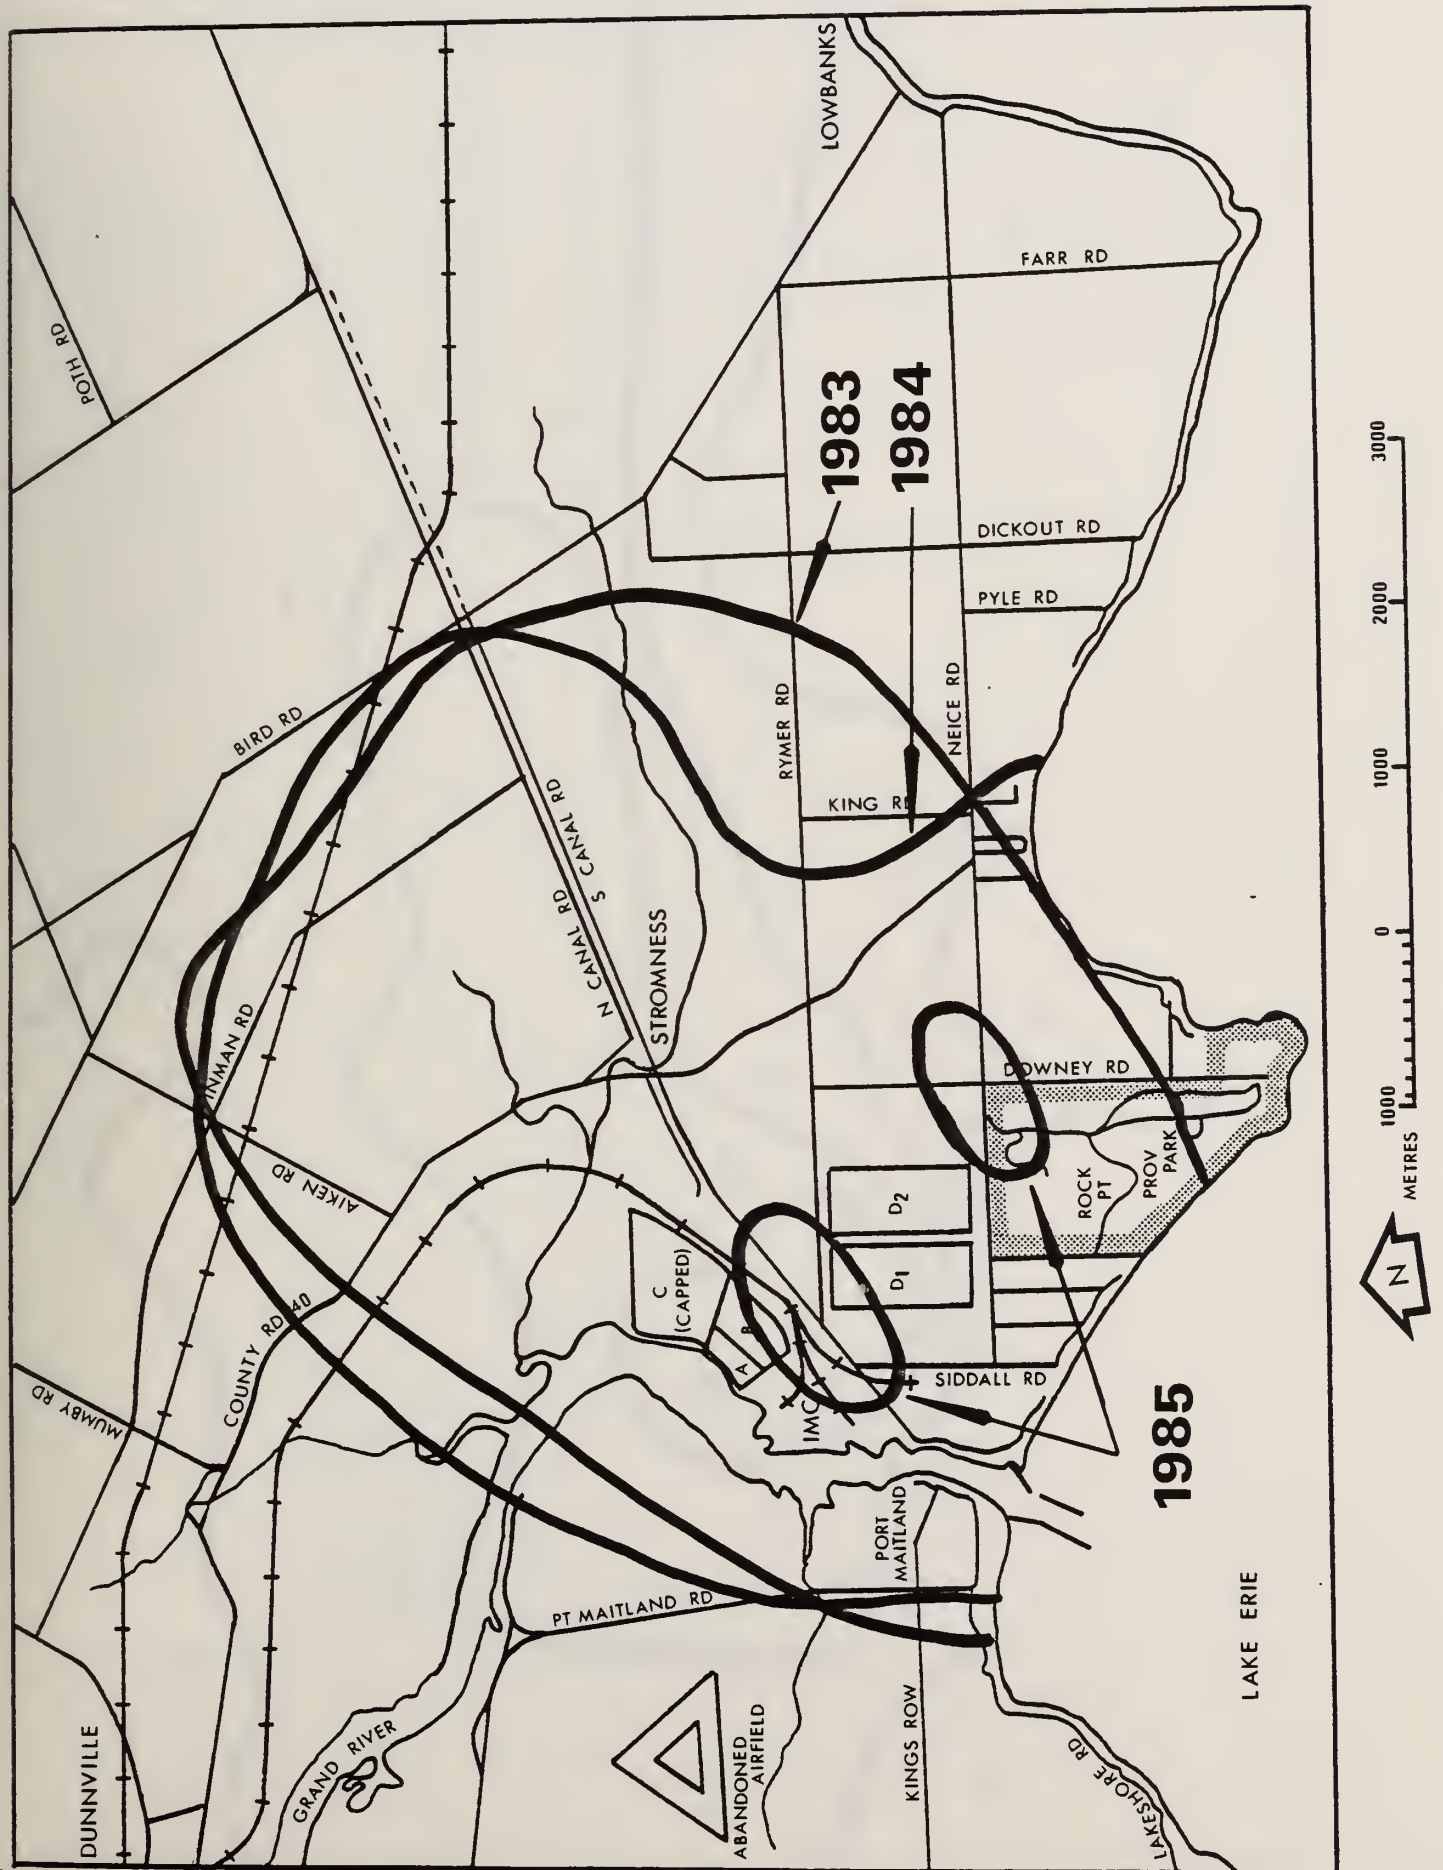 DUNNVILLE
MUMBY RD
COUNTY RD 40
AIKEN RD
INMAN RD
BIRD RD
POTH RD
GRAND RIVER
PT MAITLAND RD
ABANDONED
AIRFIELD
KINGS ROW
PORT
MAITLAND
LAKESHORE RD
LAKE ERIE
IMC
A
B
C
(CAPPED)
D1
D2
SIDDALL RD
ROCK
PT
PROV
PARK
DOWNEY RD
STROMNESS
N CANAL RD
S CANAL RD
RYMER RD
KING RD
NEICE RD
PYLE RD
DICKOUT RD
FARR RD
LOWBANKS
1983
1984
1985
N
1000 0 1000 2000 3000
METRES